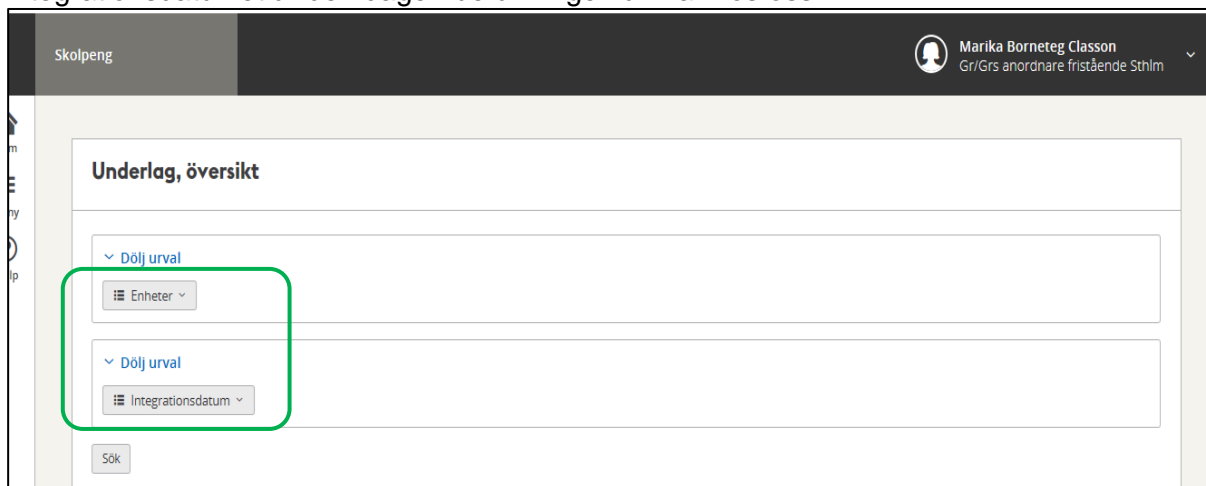 Skolpeng
Marika Borneteg Classon
Gr/Grs anordnare fristående Sthlm
Underlag, översikt
Dölj urval
Enheter
Dölj urval
Integrationsdatum
Sök